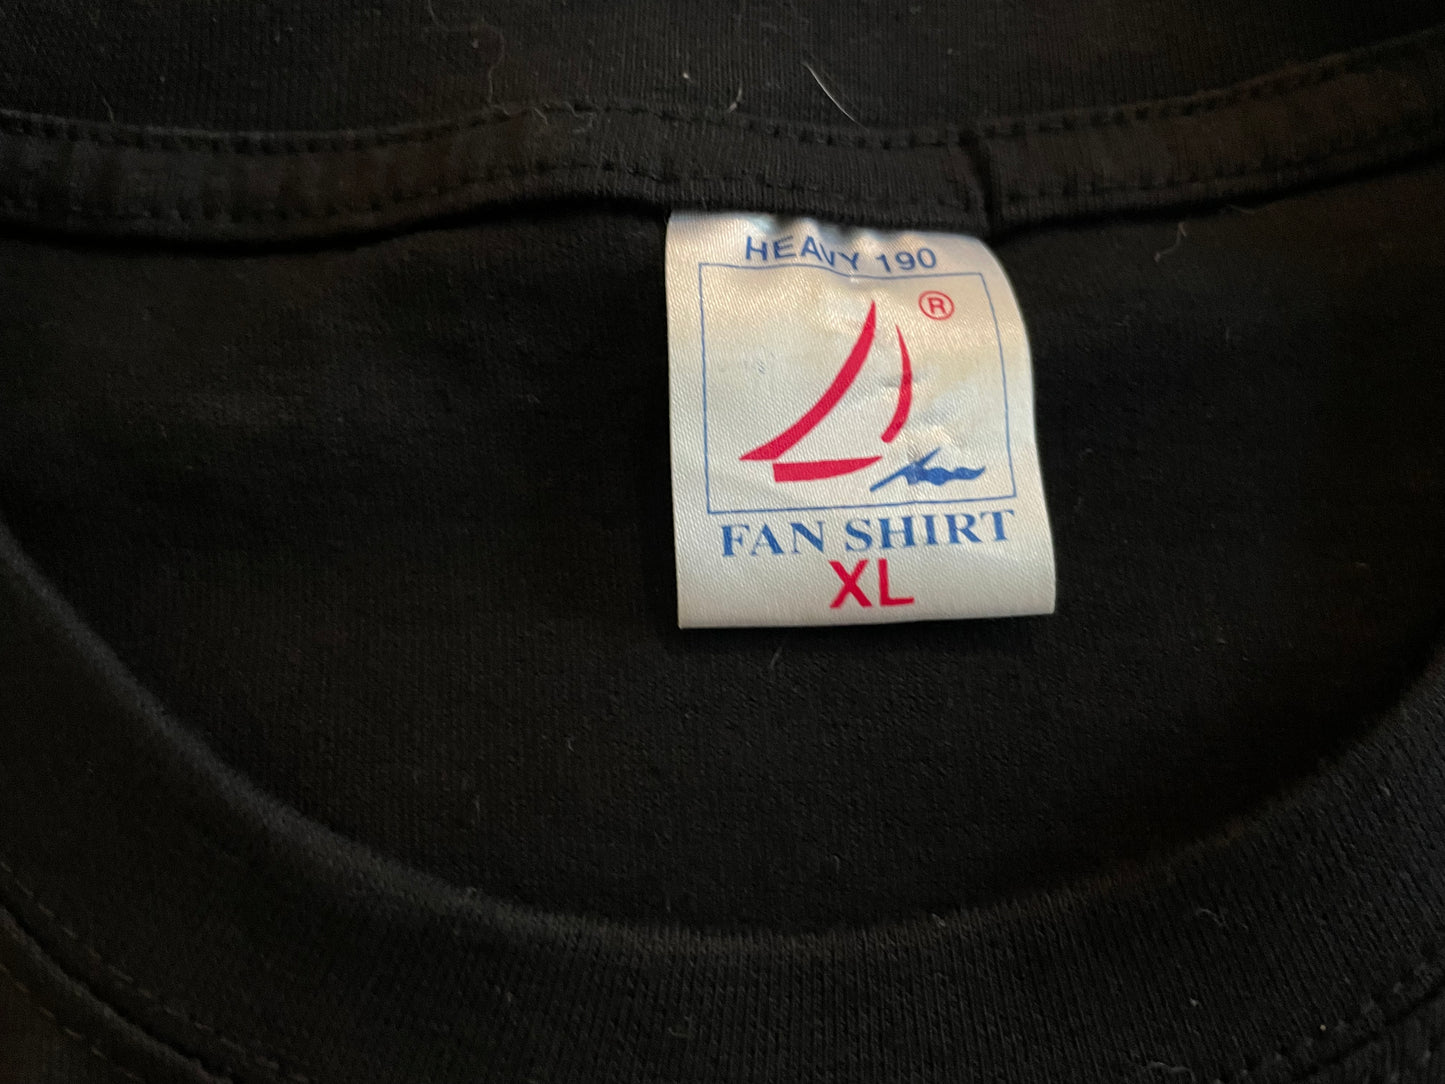 HEAVY 190
®
FAN SHIRT
XL